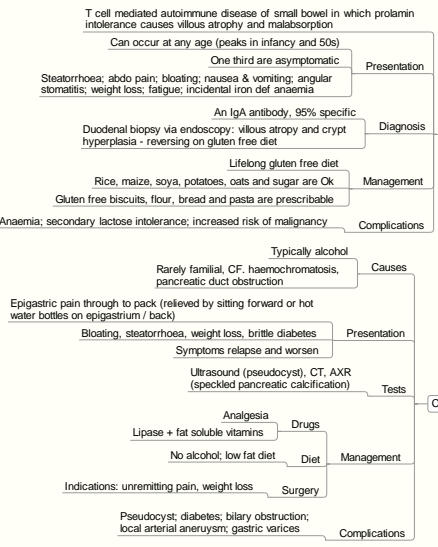 T cell mediated autoimmune disease of small bowel in which prolamin
intolerance causes villous atrophy and malabsorption
Can occur at any age (peaks in infancy and 50s)
One third are asymptomatic
Steatorrhoea; abdo pain; bloating; nausea & vomiting; angular
stomatitis; weight loss; fatigue; incidental iron def anaemia
Presentation
An IgA antibody, 95% specific
Duodenal biopsy via endoscopy: villous atropy and crypt
hyperplasia - reversing on gluten free diet
Diagnosis
Lifelong gluten free diet
Rice, maize, soya, potatoes, oats and sugar are Ok
Gluten free biscuits, flour, bread and pasta are prescribable
Management
Anaemia; secondary lactose intolerance; increased risk of malignancy
Complications
Typically alcohol
Rarely familial, CF. haemochromatosis,
pancreatic duct obstruction
Causes
Epigastric pain through to pack (relieved by sitting forward or hot
water bottles on epigastrium / back)
Bloating, steatorrhoea, weight loss, brittle diabetes
Symptoms relapse and worsen
Presentation
Ultrasound (pseudocyst), CT, AXR
(speckled pancreatic calcification)
Tests
Analgesia
Lipase + fat soluble vitamins
Drugs
No alcohol; low fat diet
Diet
Indications: unremitting pain, weight loss
Surgery
Management
Pseudocyst; diabetes; bilary obstruction;
local arterial aneruysm; gastric varices
Complications